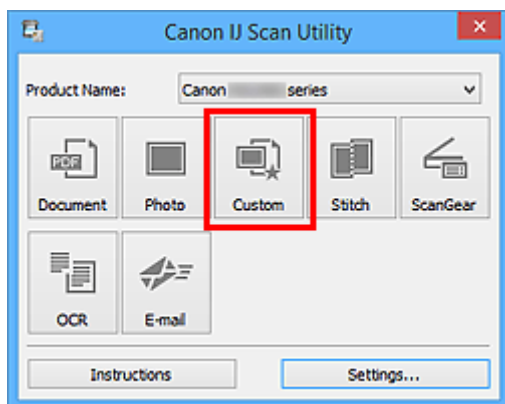 Canon IJ Scan Utility
Product Name: Canon series
PDF
Document Photo Custom Stitch ScanGear
OCR E-mail
Instructions Settings...